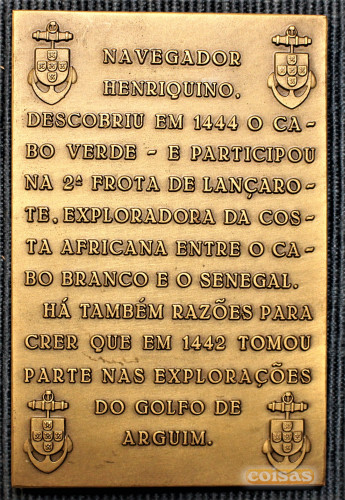 NAVEGADOR
HENRIQUINO,
DESCOBRIU EM 1444 O CA-
BO VERDE - E PARTICIPOU
NA 2ª FROTA DE LANÇARO-
TE, EXPLORADORA DA COS-
TA AFRICANA ENTRE O CA-
BO BRANCO E O SENEGAL.
HÁ TAMBÉM RAZÕES PARA
CRER QUE EM 1442 TOMOU
PARTE NAS EXPLORAÇÕES
DO GOLFO DE
ARGUIM.
coisas